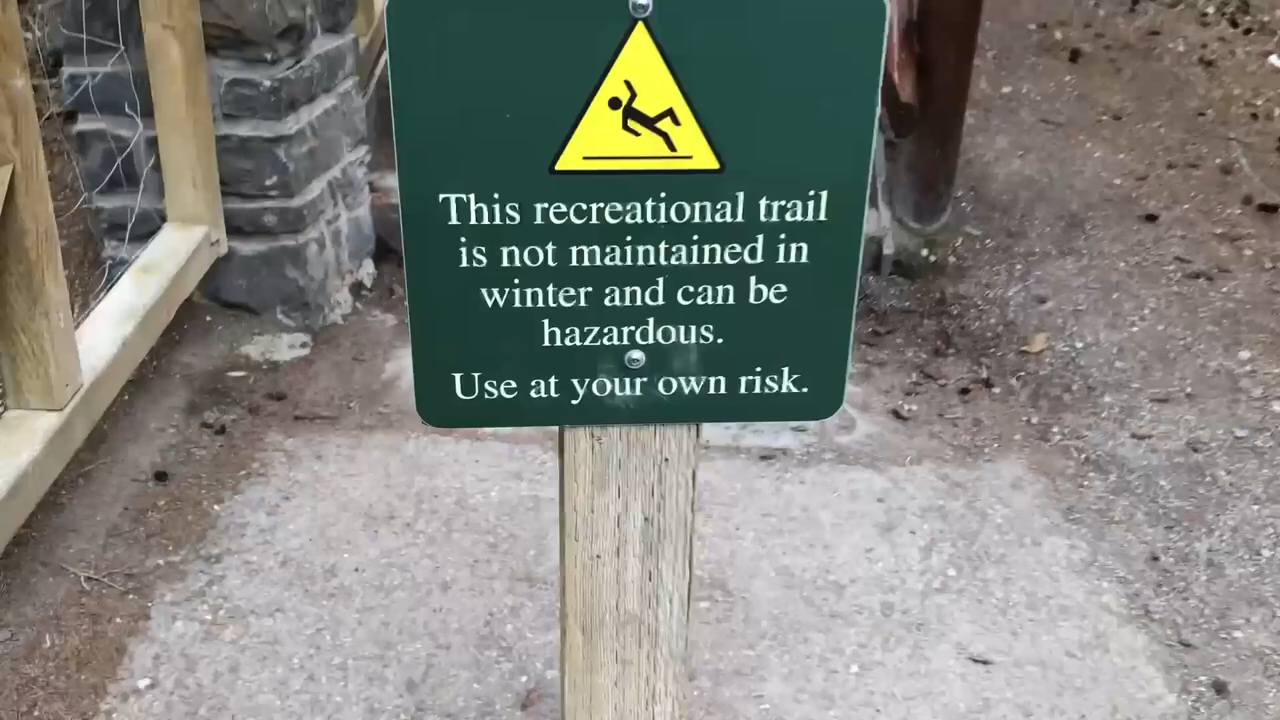 This recreational trail
is not maintained in
winter and can be
hazardous.
Use at your own risk.